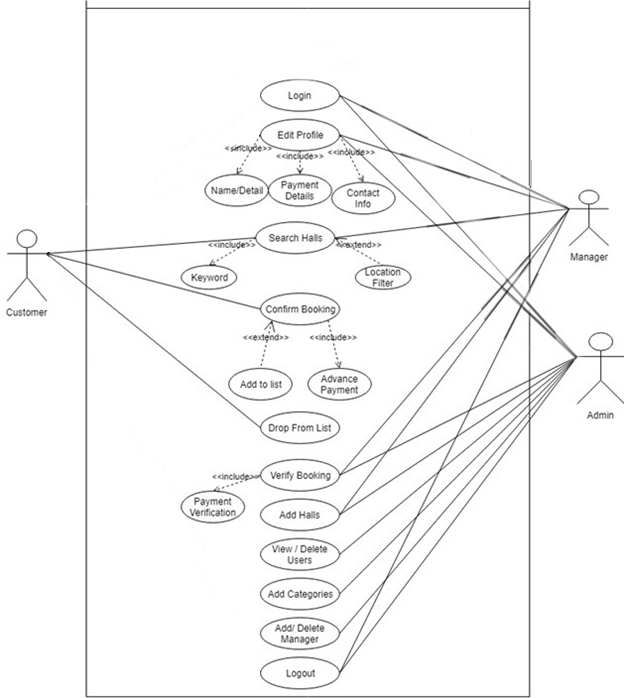 Login
Edit Profile
<<include>>
<<include>>
<<include>>
Name/Detail
Payment
Details
Contact
Info
Search Halls
<<include>>
<<extend>>
Keyword
Location
Filter
Manager
Customer
Confirm Booking
<<extend>>
<<include>>
Add to list
Advance
Payment
Admin
Drop From List
Verify Booking
<<include>>
Payment
Verification
Add Halls
View / Delete
Users
Add Categories
Add/ Delete
Manager
Logout